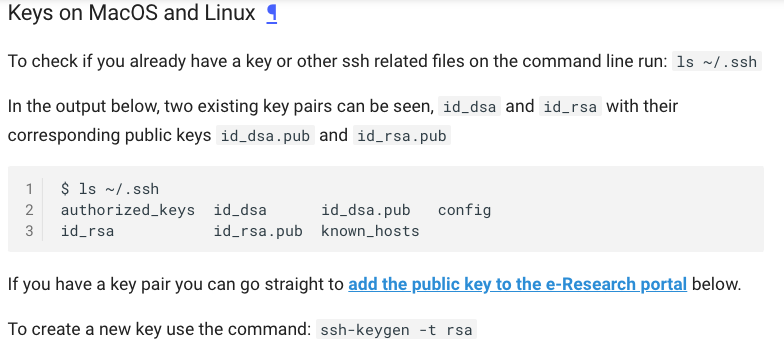 Keys on MacOS and Linux ¶
To check if you already have a key or other ssh related files on the command line run: ls ~/.ssh
In the output below, two existing key pairs can be seen, id_dsa and id_rsa with their
corresponding public keys id_dsa.pub and id_rsa.pub
1 $ ls ~/.ssh
2 authorized_keys id_dsa id_dsa.pub config
3 id_rsa id_rsa.pub known_hosts
If you have a key pair you can go straight to add the public key to the e-Research portal below.
To create a new key use the command: ssh-keygen -t rsa